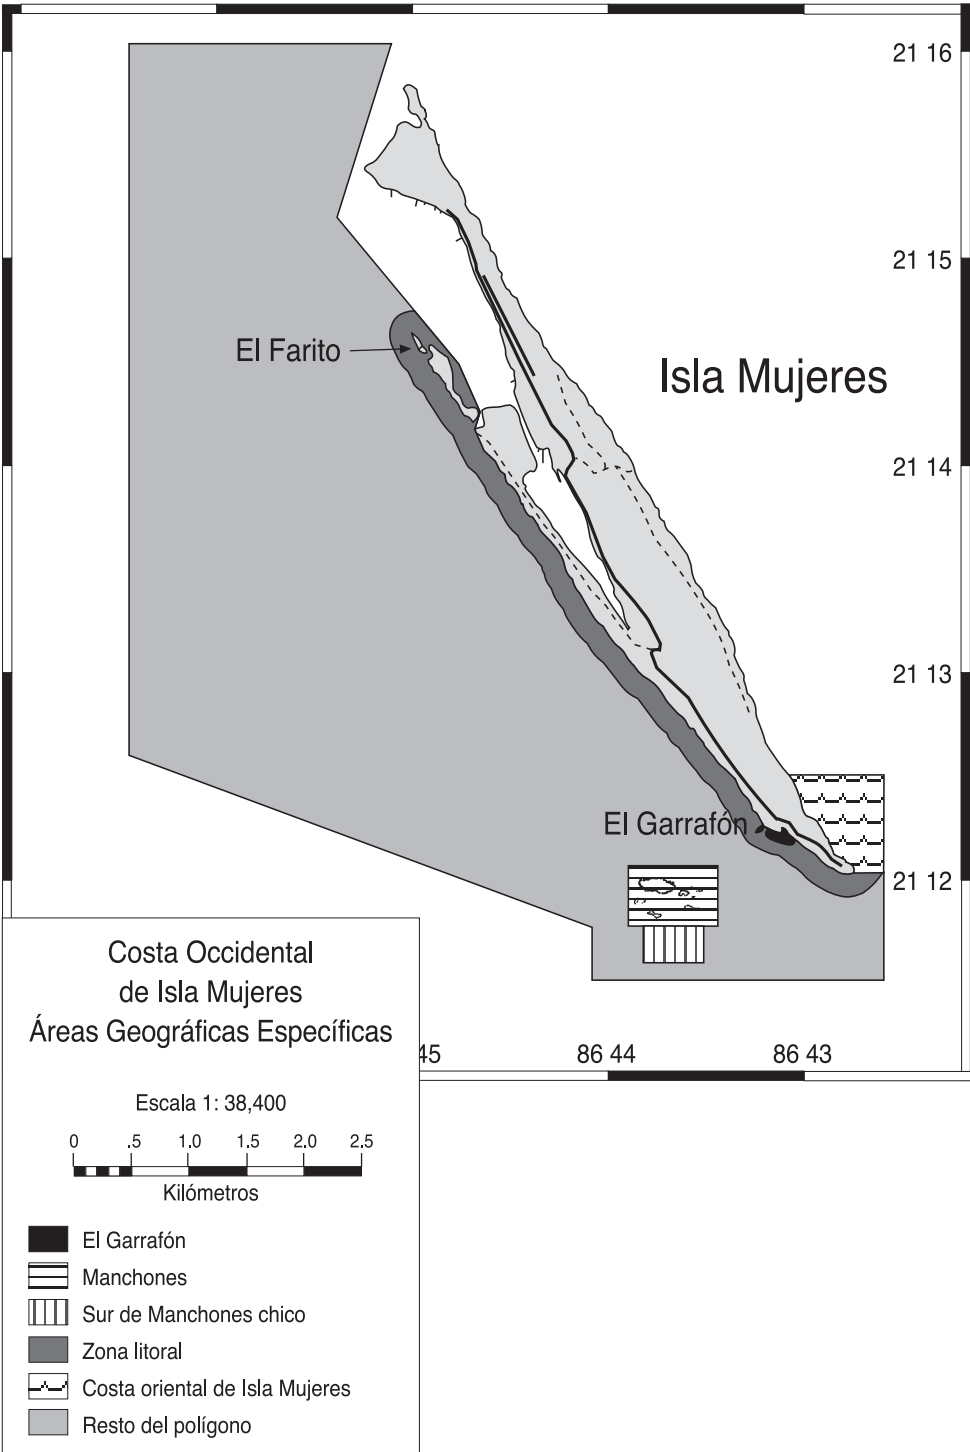 21 16
21 15
El Farito
Isla Mujeres
21 14
21 13
El Garrafón
21 12
45
86 44
86 43
Costa Occidental
de Isla Mujeres
Áreas Geográficas Específicas
Escala 1: 38,400
0 .5 1.0 1.5 2.0 2.5
Kilómetros
El Garrafón
Manchones
Sur de Manchones chico
Zona litoral
Costa oriental de Isla Mujeres
Resto del polígono